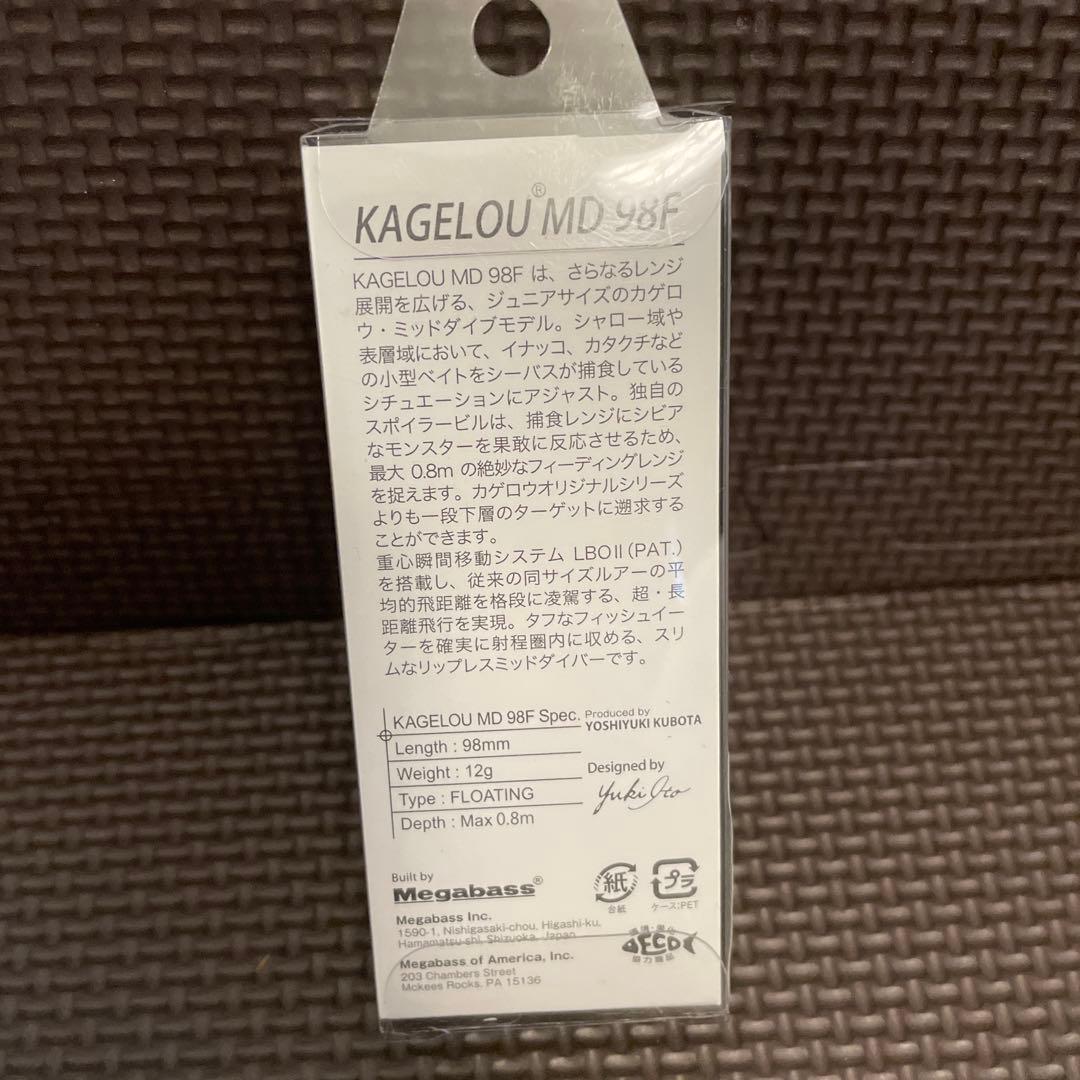 KAGELOU® MD 98F
KAGELOU MD 98F は、さらなるレンジ
展開を広げる、ジュニアサイズのカゲロ
ウ・ミッドダイブモデル。シャロー域や
表層域において、イナッコ、カタクチなど
の小型ベイトをシーバスが捕食している
シチュエーションにアジャスト。独自の
スポイラービルは、捕食レンジにシビア
なモンスターを果敢に反応させるため、
最大 0.8m の絶妙なフィーディングレンジ
を捉えます。カゲロウオリジナルシリーズ
よりも一段下層のターゲットに遡求する
ことができます。
重心瞬間移動システム LBOII(PAT.)
を搭載し、従来の同サイズルアーの平
均的飛距離を格段に凌駕する、超・長
距離飛行を実現。タフなフィッシュイー
ターを確実に射程圏内に収める、スリ
ムなリップレスミッドダイバーです。
KAGELOU MD 98F Spec.
Length : 98mm
Weight : 12g
Type : FLOATING
Depth : Max 0.8m
Produced by
YOSHIYUKI KUBOTA
Designed by
Yuki Ito
Built by
Megabass®
Megabass Inc.
1590-1, Nishigasaki-chou, Higashi-ku,
Hamamatsu-shi, Shizuoka, Japan
Megabass of America, Inc.
203 Chambers Street
Mckees Rocks, PA 15136
紙
台紙
プラ
ケース:PET
環境・集化
FECO
協力商品